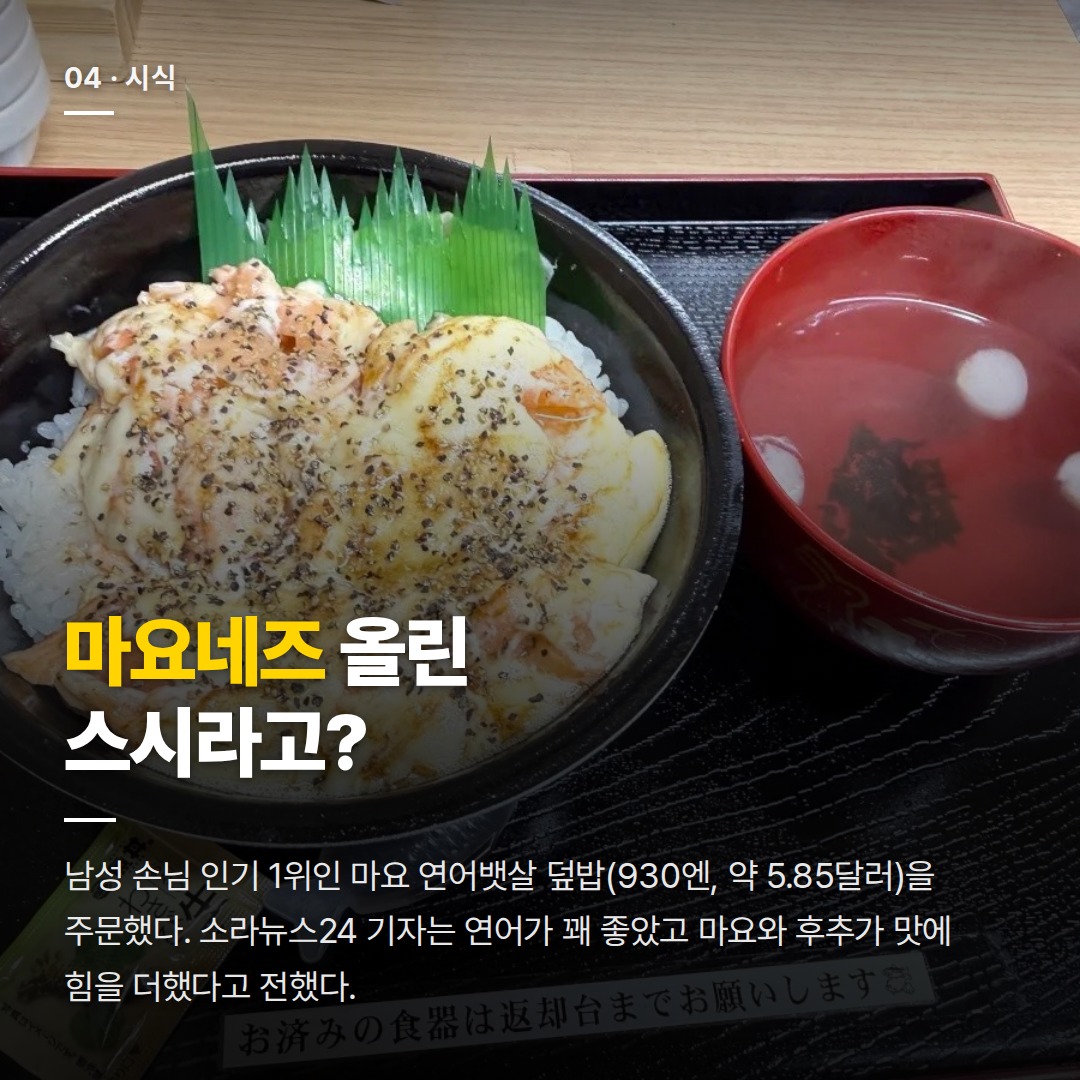 04 · 시식
마요네즈 올린
스시라고?
남성 손님 인기 1위인 마요 연어뱃살 덮밥(930엔, 약 5.85달러)을
주문했다. 소라뉴스24 기자는 연어가 꽤 좋았고 마요와 후추가 맛에
힘을 더했다고 전했다.
お済みの食器は返却台までお願いします